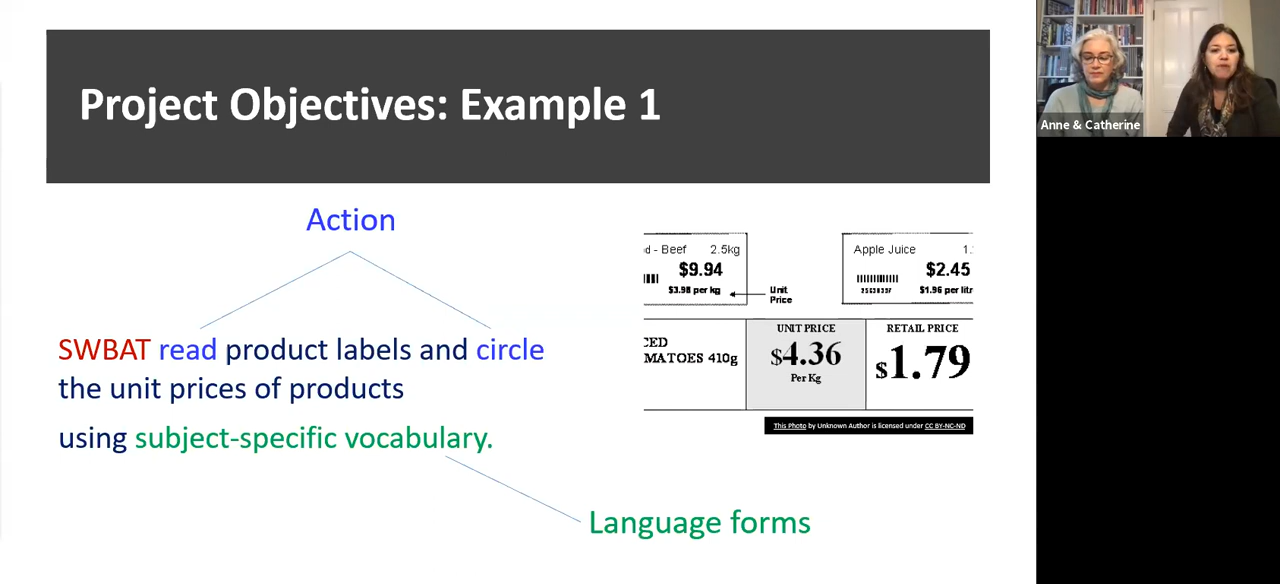 Project Objectives: Example 1
Anne & Catherine
Action
SWBAT read product labels and circle
the unit prices of products
using subject-specific vocabulary.
Language forms
d - Beef 2.5kg
$9.94
$3.98 per kg
Unit
Price
Apple Juice 1.
$2.45
$1.96 per litr
CED
MATOES 410g
UNIT PRICE
$4.36
Per Kg
RETAIL PRICE
$1.79
This Photo by Unknown Author is licensed under CC BY-NC-ND